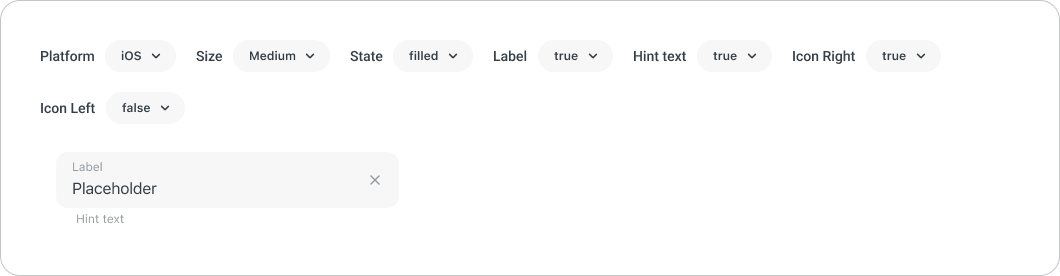 Platform iOS Size Medium State filled Label true Hint text true Icon Right true
Icon Left false
Label
Placeholder
Hint text